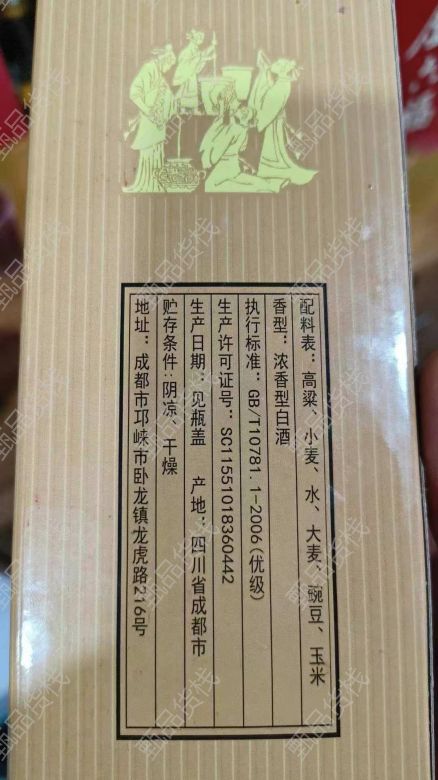 配料表：高粱、小麦、水、大麦、豌豆、玉米
香型：浓香型白酒
执行标准：GB/T10781.1-2006(优级)
生产许可证号：SC11551018360442
生产日期：见瓶盖 产地：四川省成都市
贮存条件：阴凉、干燥
地址：成都市邛崃市卧龙镇龙虎路216号
甄品货栈